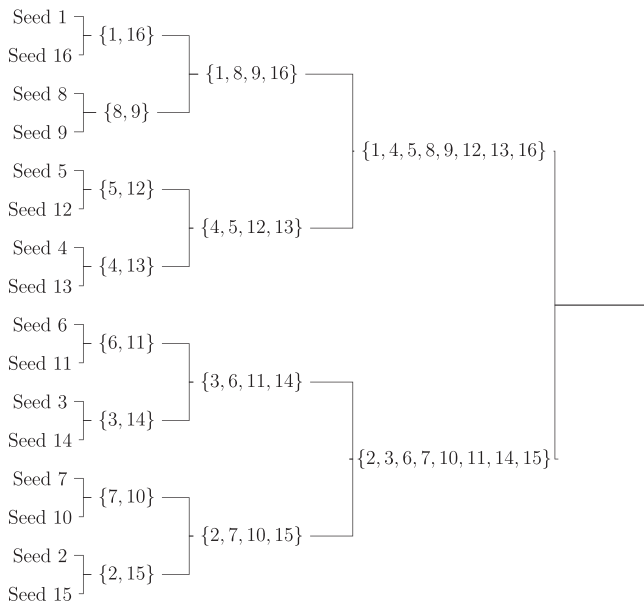 Seed 1
{1, 16}
Seed 16
{1, 8, 9, 16}
Seed 8
{8, 9}
Seed 9
{1, 4, 5, 8, 9, 12, 13, 16}
Seed 5
{5, 12}
Seed 12
{4, 5, 12, 13}
Seed 4
{4, 13}
Seed 13
Seed 6
{6, 11}
Seed 11
{3, 6, 11, 14}
Seed 3
{3, 14}
Seed 14
{2, 3, 6, 7, 10, 11, 14, 15}
Seed 7
{7, 10}
Seed 10
{2, 7, 10, 15}
Seed 2
{2, 15}
Seed 15